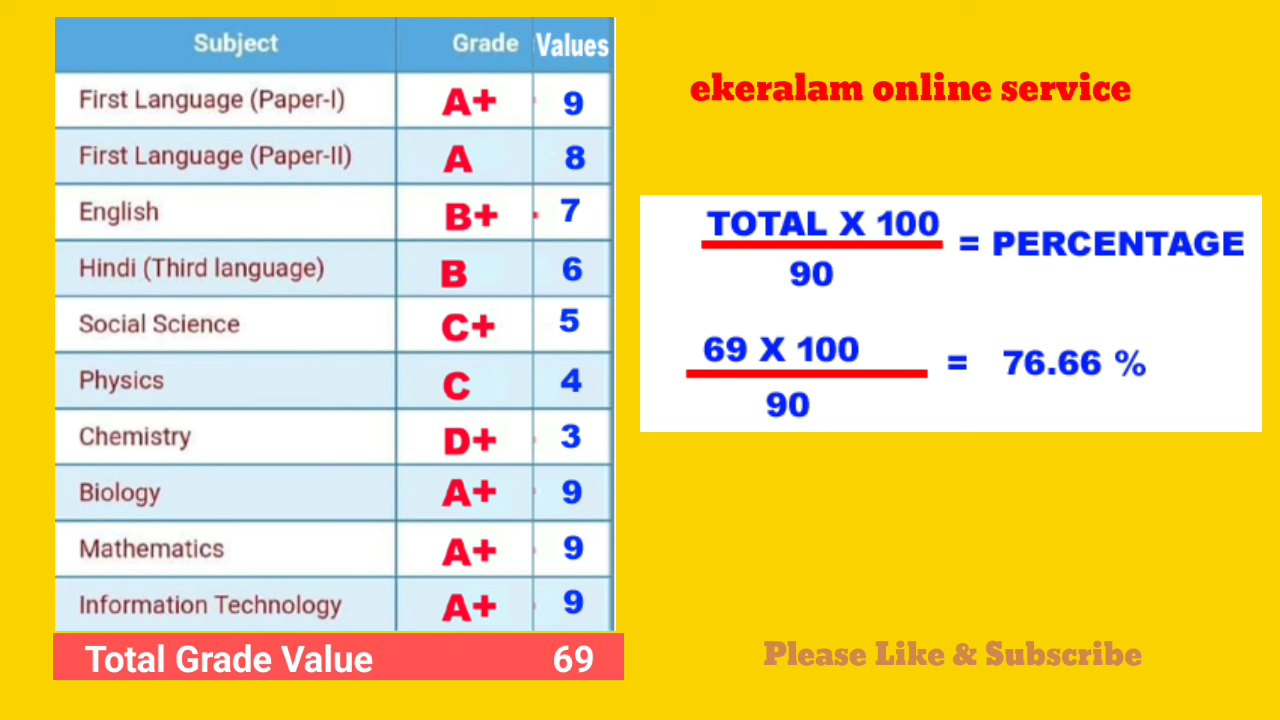 Subject Grade Values
First Language (Paper-I) A+ 9
First Language (Paper-II) A 8
English B+ 7
Hindi (Third language) B 6
Social Science C+ 5
Physics C 4
Chemistry D+ 3
Biology A+ 9
Mathematics A+ 9
Information Technology A+ 9
Total Grade Value 69
ekeralam online service
TOTAL X 100
= PERCENTAGE
90
69 X 100
= 76.66 %
90
Please Like & Subscribe